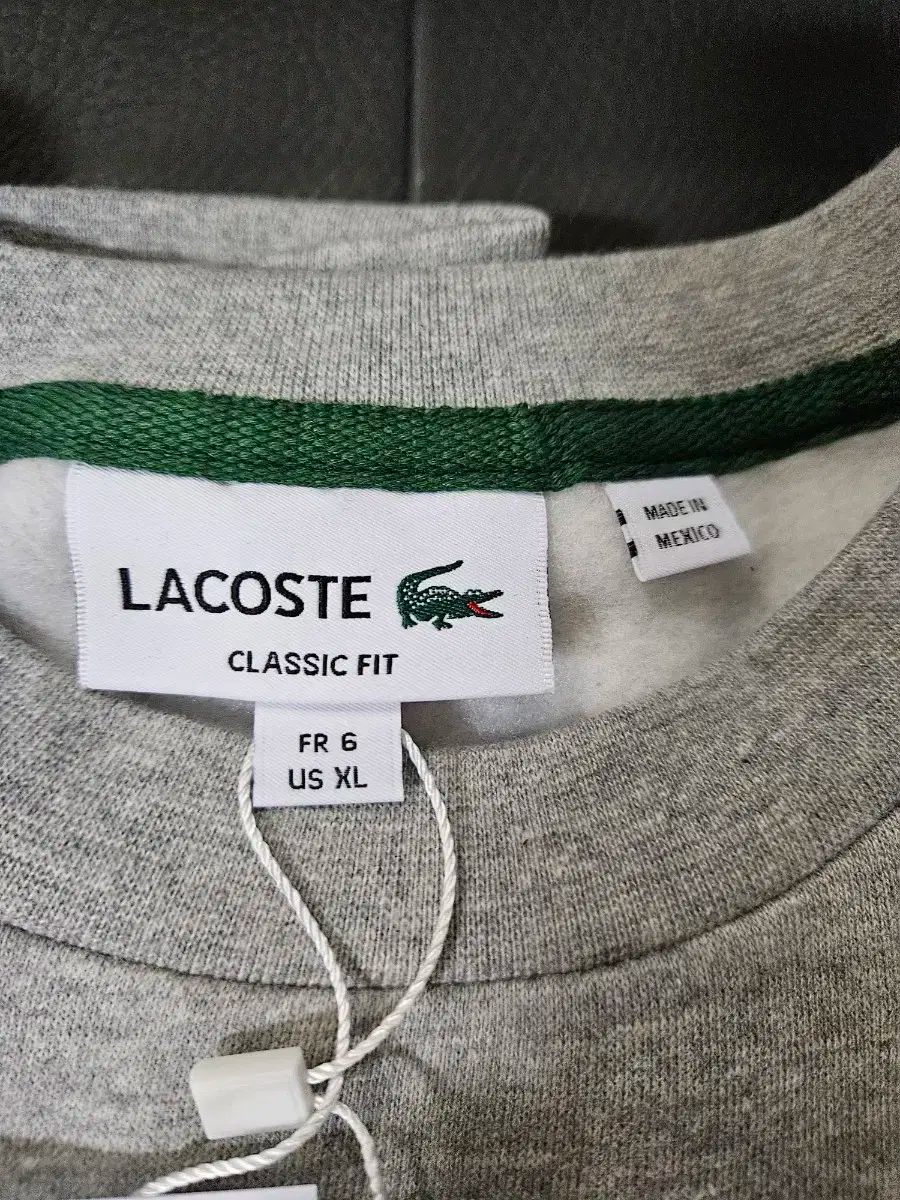 LACOSTE
CLASSIC FIT
FR 6
US XL
MADE IN
MEXICO